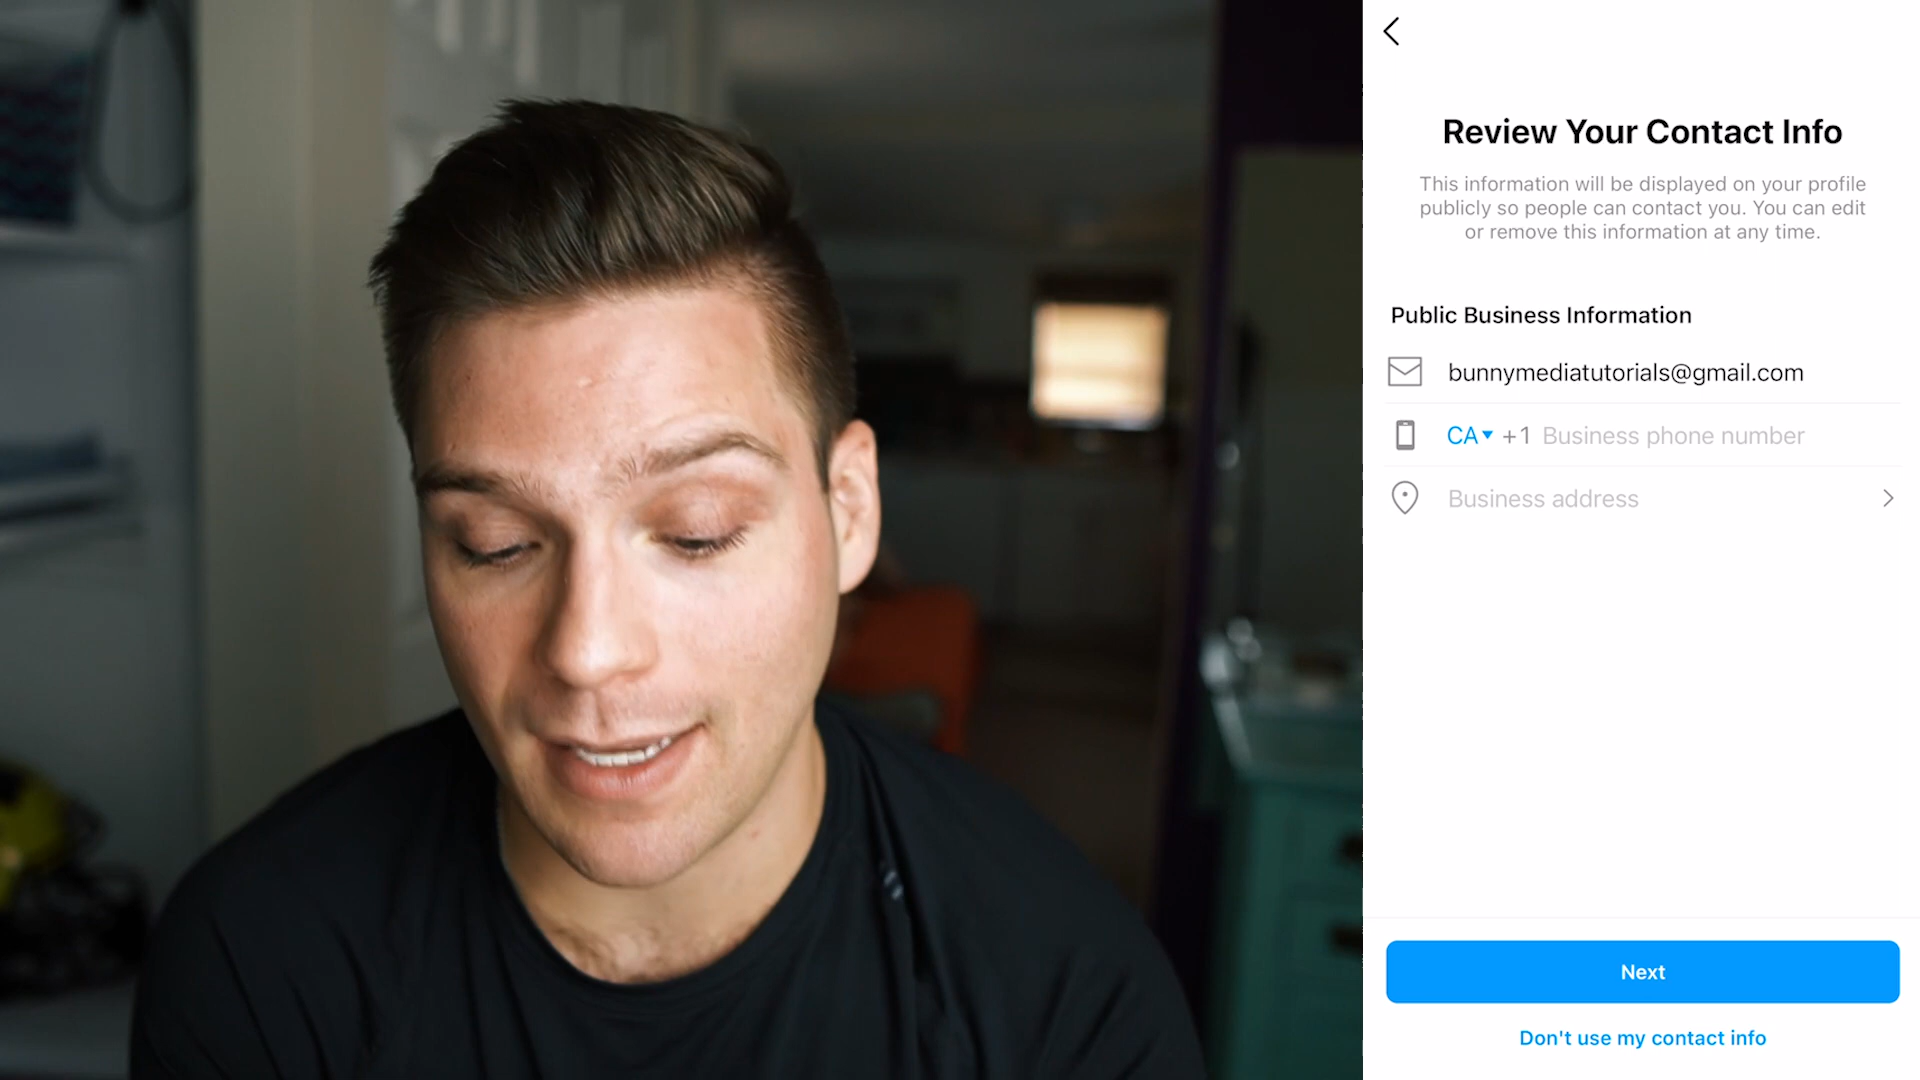 Review Your Contact Info
This information will be displayed on your profile
publicly so people can contact you. You can edit
or remove this information at any time.
Public Business Information
bunnymediatutorials@gmail.com
CA +1 Business phone number
Business address
Next
Don't use my contact info